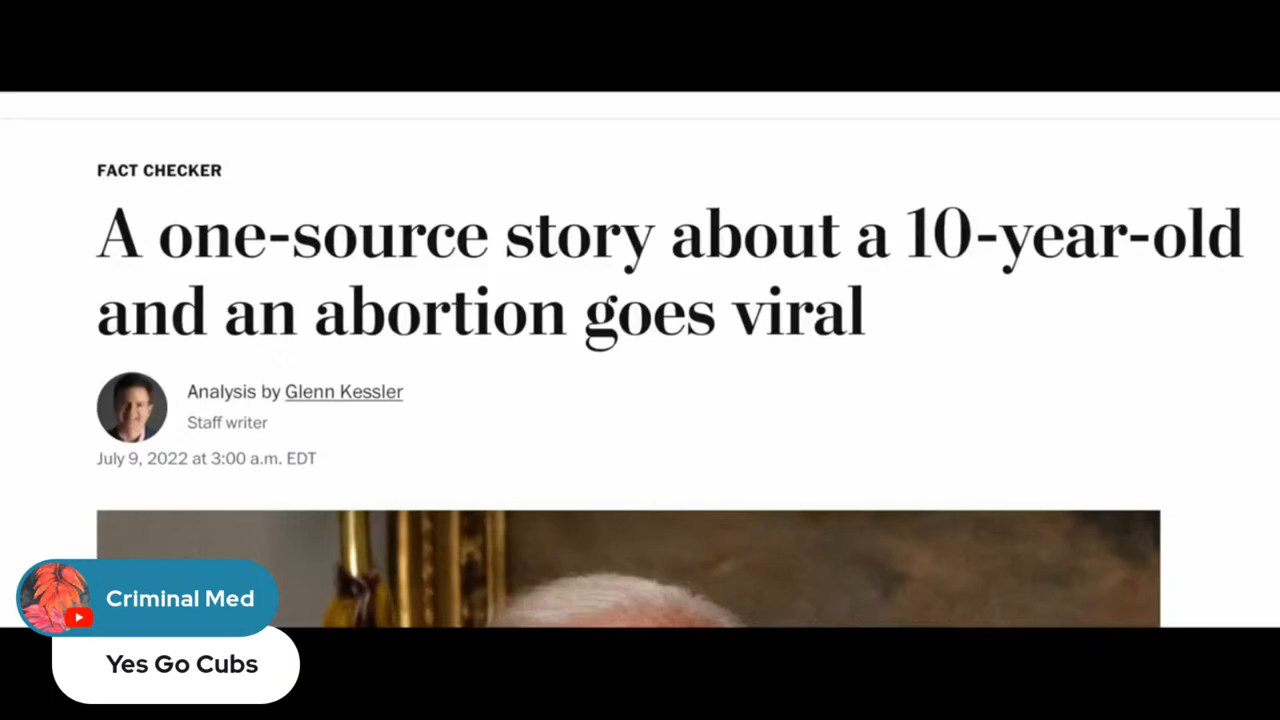 FACT CHECKER
A one-source story about a 10-year-old
and an abortion goes viral
Analysis by Glenn Kessler
Staff writer
July 9, 2022 at 3:00 a.m. EDT
Criminal Med
Yes Go Cubs